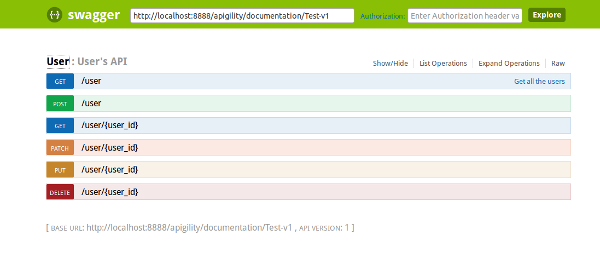 swagger http://localhost:8888/apigility/documentation/Test-v1 Authorization: Enter Authorization header va Explore
User : User's API Show/Hide List Operations Expand Operations Raw
GET /user Get all the users
POST /user
GET /user/{user_id}
PATCH /user/{user_id}
PUT /user/{user_id}
DELETE /user/{user_id}
[ BASE URL: http://localhost:8888/apigility/documentation/Test-v1 , API VERSION: 1 ]